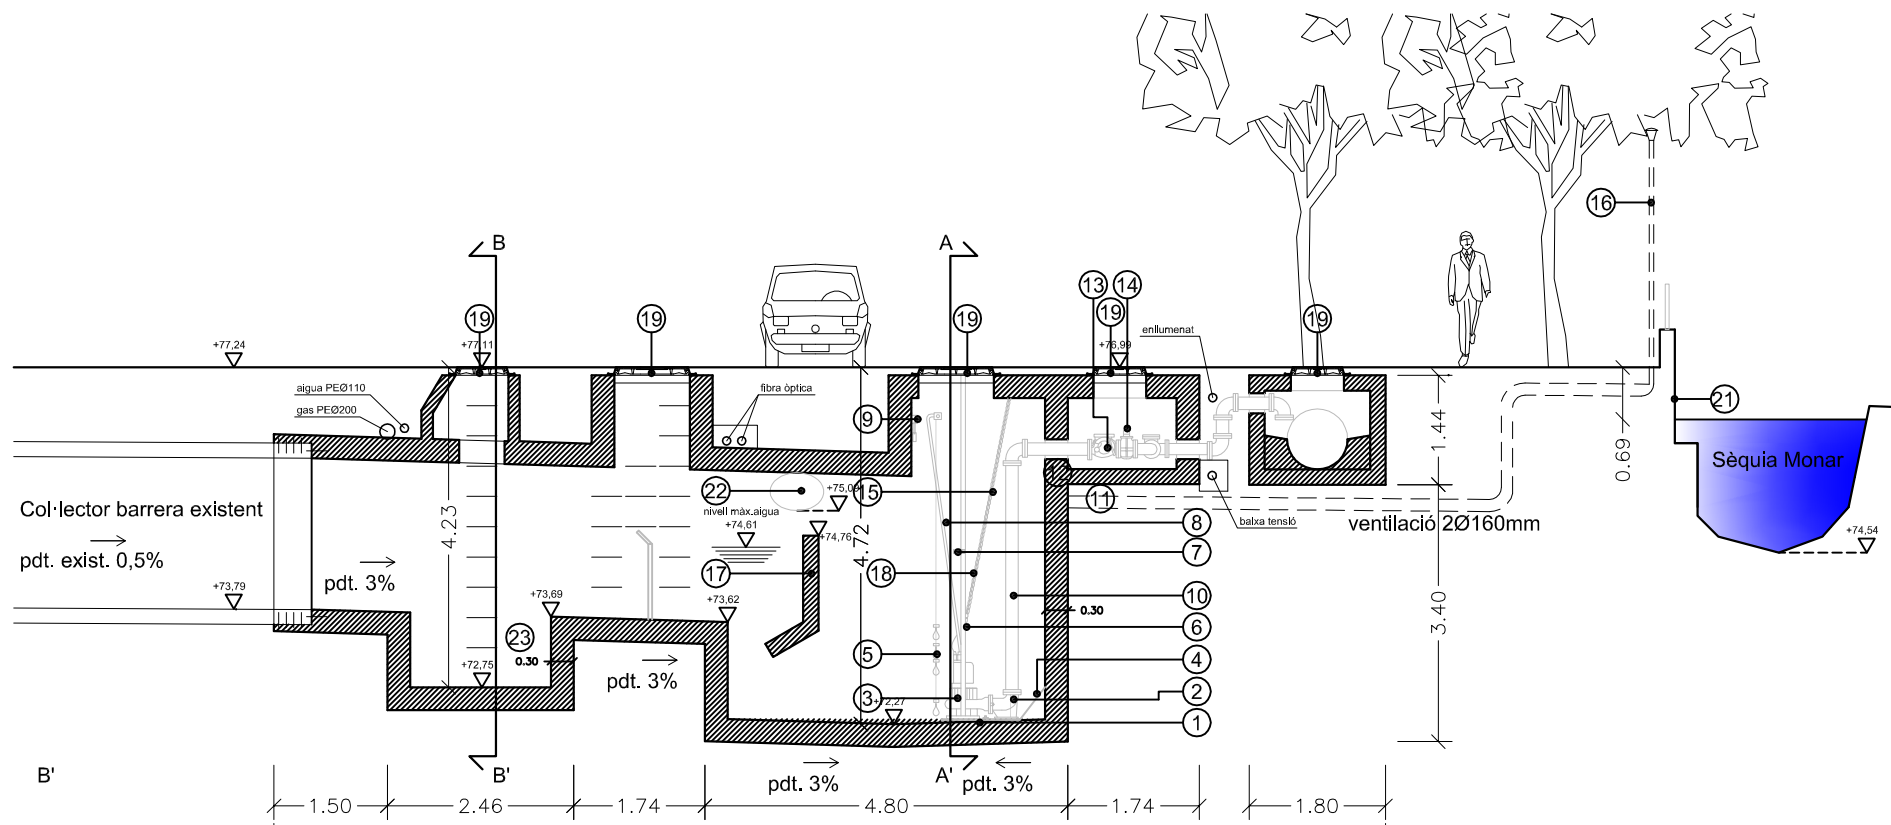 B
A
16
13
14
19
19
19
19
19
enllumenat
+77,24
+77,11
+76,99
aigua PEØ110
gas PEØ200
fibra òptica
9
21
1.44
0.69
Sèquia Monar
22
+75,09
15
11
nivell màx.aigua
+74,61
+74,76
4.23
4.72
8
baixa tensió
ventilació 2Ø160mm
Col·lector barrera existent
pdt. exist. 0,5%
7
+74,54
pdt. 3%
17
18
+73,79
+73,69
+73,62
10
0.30
6
3.40
23
0.30
5
4
+72,75
pdt. 3%
3
+72,27
2
1
B'
B'
A'
pdt. 3%
pdt. 3%
1.50
2.46
1.74
4.80
1.74
1.80